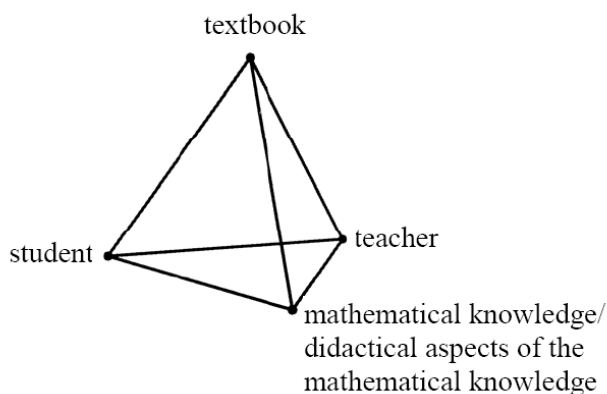 textbook
student
teacher
mathematical knowledge/
didactical aspects of the
mathematical knowledge